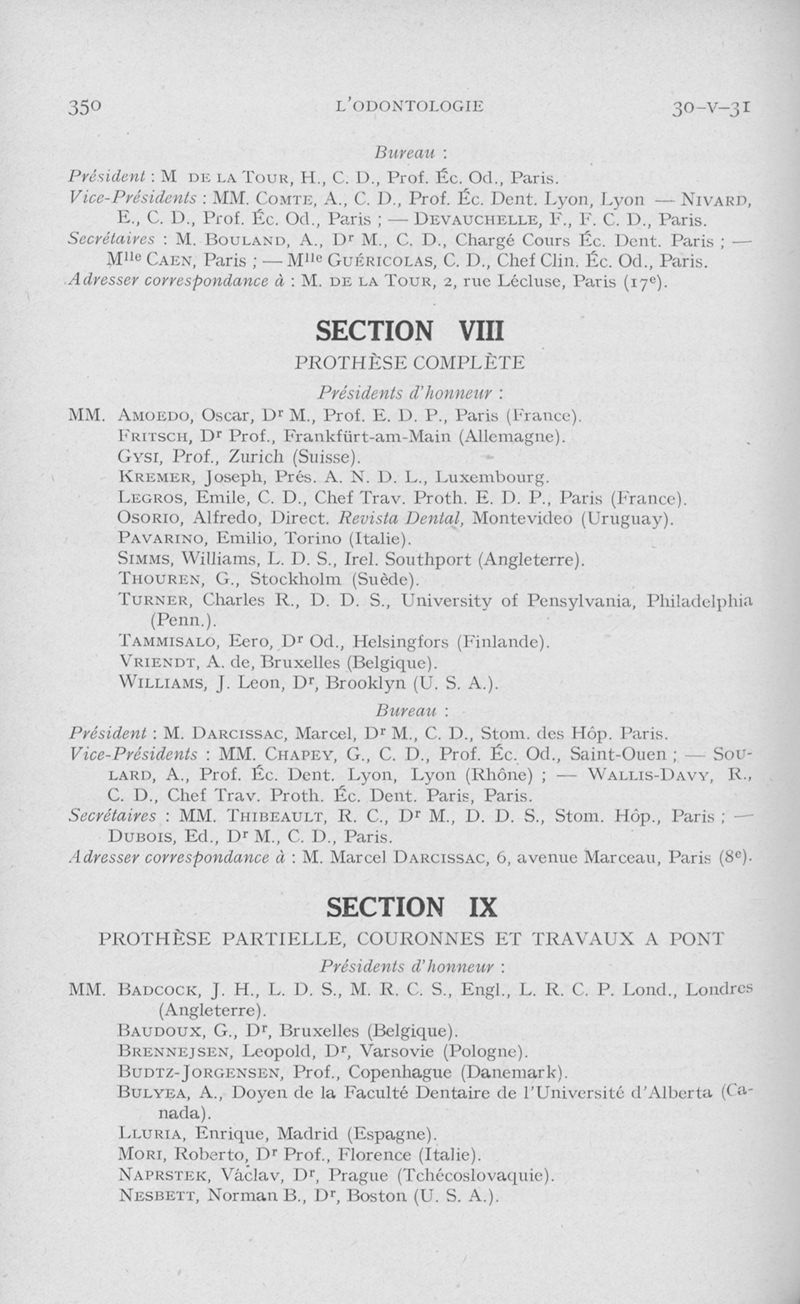 350 L'ODONTOLOGIE 30-V-31
Bureau :
Président : M DE LA TOUR, H., C. D., Prof. Éc. Od., Paris.
Vice-Présidents : MM. COMTE, A., C. D., Prof. Éc. Dent. Lyon, Lyon — NIVARD,
E., C. D., Prof. Éc. Od., Paris ; — DEVAUCHELLE, F., F. C. D., Paris.
Secrétaires : M. BOULAND, A., Dr M., C. D., Chargé Cours Éc. Dent. Paris ; —
Mlle CAEN, Paris ; — Mlle GUÉRICOLAS, C. D., Chef Clin. Éc. Od., Paris.
Adresser correspondance à : M. DE LA TOUR, 2, rue Lécluse, Paris (17e).
SECTION VIII
PROTHÈSE COMPLÈTE
Présidents d'honneur :
MM. AMOEDO, Oscar, Dr M., Prof. E. D. P., Paris (France).
FRITSCH, Dr Prof., Frankfürt-am-Main (Allemagne).
GYSI, Prof., Zurich (Suisse).
KREMER, Joseph, Prés. A. N. D. L., Luxembourg.
LEGROS, Emile, C. D., Chef Trav. Proth. E. D. P., Paris (France).
OSORIO, Alfredo, Direct. Revista Dental, Montevideo (Uruguay).
PAVARINO, Emilio, Torino (Italie).
SIMMS, Williams, L. D. S., Irel. Southport (Angleterre).
THOUREN, G., Stockholm (Suède).
TURNER, Charles R., D. D. S., University of Pensylvania, Philadelphia
(Penn.).
TAMMISALO, Eero, Dr Od., Helsingfors (Finlande).
VRIENDT, A. de, Bruxelles (Belgique).
WILLIAMS, J. Leon, Dr, Brooklyn (U. S. A.).
Bureau :
Président : M. DARCISSAC, Marcel, Dr M., C. D., Stom. des Hôp. Paris.
Vice-Présidents : MM. CHAPEY, G., C. D., Prof. Éc. Od., Saint-Ouen ; — SOU-
LARD, A., Prof. Éc. Dent. Lyon, Lyon (Rhône) ; — WALLIS-DAVY, R.,
C. D., Chef Trav. Proth. Éc. Dent. Paris, Paris.
Secrétaires : MM. THIBEAULT, R. C., Dr M., D. D. S., Stom. Hôp., Paris ; —
DUBOIS, Ed., Dr M., C. D., Paris.
Adresser correspondance à : M. Marcel DARCISSAC, 6, avenue Marceau, Paris (8e).
SECTION IX
PROTHÈSE PARTIELLE, COURONNES ET TRAVAUX A PONT
Présidents d'honneur :
MM. BADCOCK, J. H., L. D. S., M. R. C. S., Engl., L. R. C. P. Lond., Londres
(Angleterre).
BAUDOUX, G., Dr, Bruxelles (Belgique).
BRENNEJSEN, Leopold, Dr, Varsovie (Pologne).
BUDTZ-JORGENSEN, Prof., Copenhague (Danemark).
BULYEA, A., Doyen de la Faculté Dentaire de l'Université d'Alberta (Ca-
nada).
LLURIA, Enrique, Madrid (Espagne).
MORI, Roberto, Dr Prof., Florence (Italie).
NAPRSTEK, Václav, Dr, Prague (Tchécoslovaquie).
NESBETT, Norman B., Dr, Boston (U. S. A.).